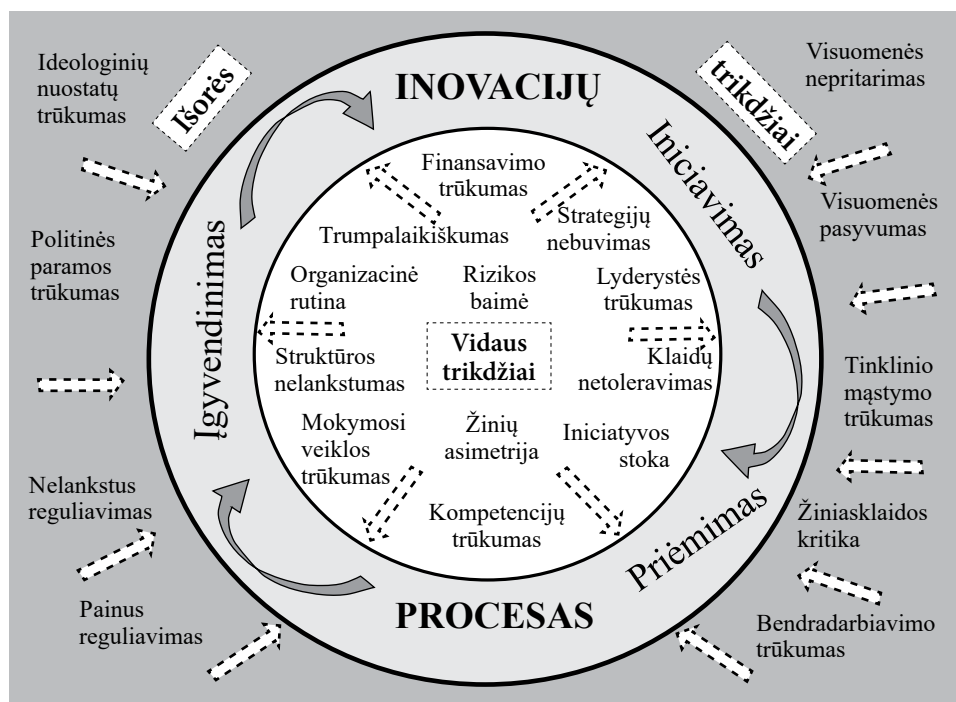 Ideologinių
nuostatų
trūkumas
Išorės
trikdžiai
Visuomenės
nepritarimas
INOVACIJŲ
Iniciavimas
Finansavimo
trūkumas
Strategijų
nebuvimas
Trumpalaikiškumas
Visuomenės
pasyvumas
Politinės
paramos
trūkumas
Įgyvendinimas
Organizacinė
rutina
Rizikos
baimė
Lyderystės
trūkumas
Vidaus
trikdžiai
Struktūros
nelankstumas
Klaidų
netoleravimas
Tinklinio
mąstymo
trūkumas
Mokymosi
veiklos
trūkumas
Žinių
asimetrija
Iniciatyvos
stoka
Nelankstus
reguliavimas
Kompetencijų
trūkumas
Priėmimas
Žiniasklaidos
kritika
Painus
reguliavimas
PROCESAS
Bendradarbiavimo
trūkumas